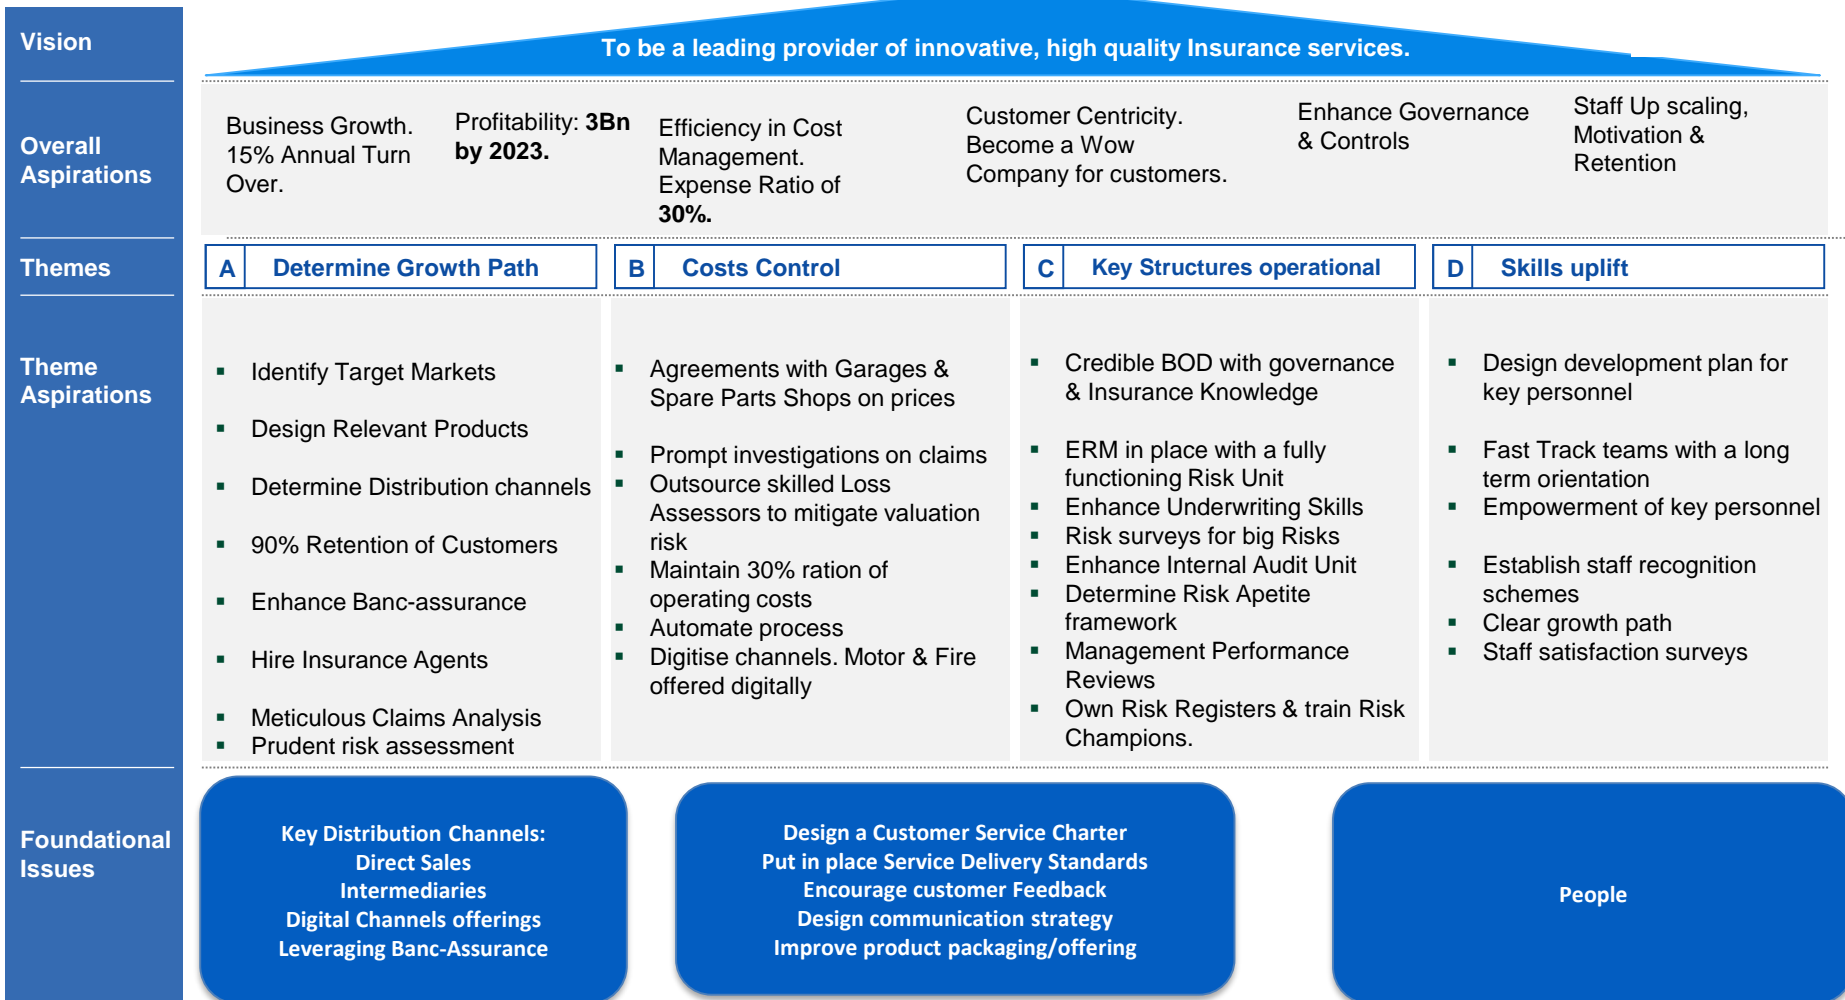 Vision
To be a leading provider of innovative, high quality Insurance services.
Overall
Aspirations
Business Growth.
15% Annual Turn
Over.
Profitability: 3Bn
by 2023.
Efficiency in Cost
Management.
Expense Ratio of
30%.
Customer Centricity.
Become a Wow
Company for customers.
Enhance Governance
& Controls
Staff Up scaling,
Motivation &
Retention
Themes
A Determine Growth Path
B Costs Control
C Key Structures operational
D Skills uplift
Theme
Aspirations
▪ Identify Target Markets
▪ Design Relevant Products
▪ Determine Distribution channels
▪ 90% Retention of Customers
▪ Enhance Banc-assurance
▪ Hire Insurance Agents
▪ Meticulous Claims Analysis
▪ Prudent risk assessment
▪ Agreements with Garages &
Spare Parts Shops on prices
▪ Prompt investigations on claims
▪ Outsource skilled Loss
Assessors to mitigate valuation
risk
▪ Maintain 30% ration of
operating costs
▪ Automate process
▪ Digitise channels. Motor & Fire
offered digitally
▪ Credible BOD with governance
& Insurance Knowledge
▪ ERM in place with a fully
functioning Risk Unit
▪ Enhance Underwriting Skills
▪ Risk surveys for big Risks
▪ Enhance Internal Audit Unit
▪ Determine Risk Apetite
framework
▪ Management Performance
Reviews
▪ Own Risk Registers & train Risk
Champions.
▪ Design development plan for
key personnel
▪ Fast Track teams with a long
term orientation
▪ Empowerment of key personnel
▪ Establish staff recognition
schemes
▪ Clear growth path
▪ Staff satisfaction surveys
Foundational
Issues
Key Distribution Channels:
Direct Sales
Intermediaries
Digital Channels offerings
Leveraging Banc-Assurance
Design a Customer Service Charter
Put in place Service Delivery Standards
Encourage customer Feedback
Design communication strategy
Improve product packaging/offering
People